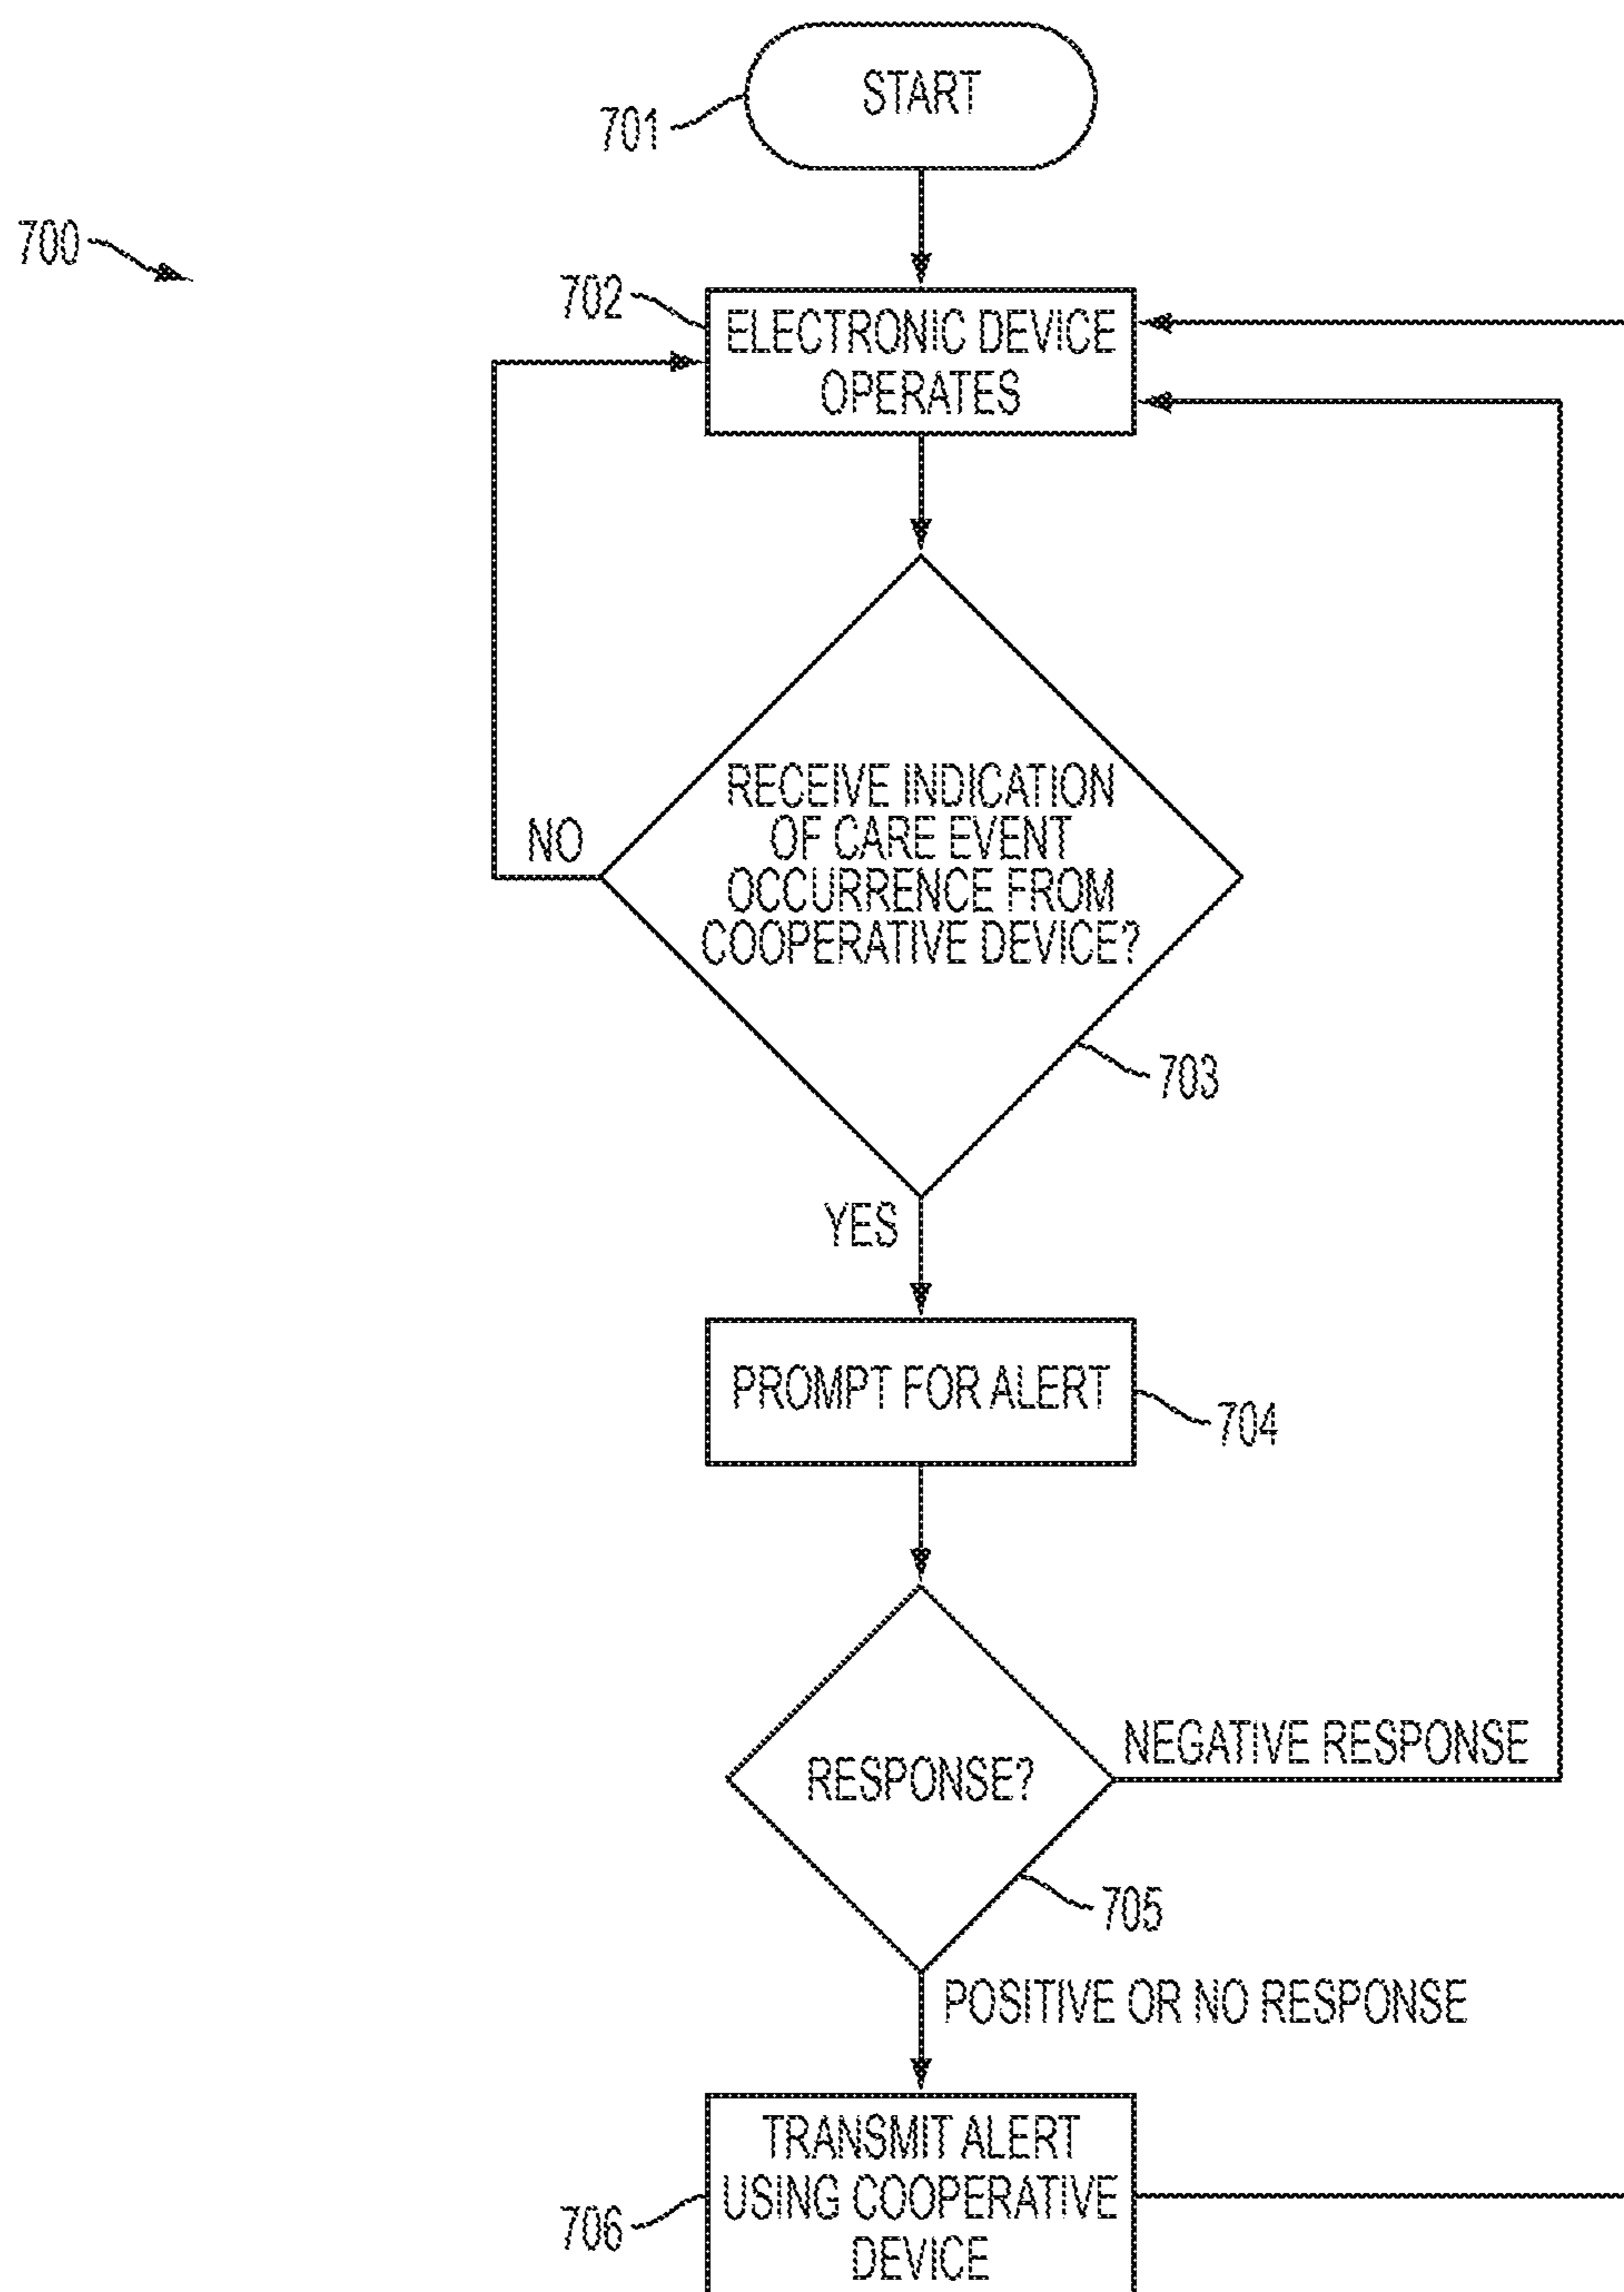 START
701
700
702
ELECTRONIC DEVICE
OPERATES
RECEIVE INDICATION
OF CARE EVENT
OCCURRENCE FROM
COOPERATIVE DEVICE?
NO
703
YES
PROMPT FOR ALERT
704
NEGATIVE RESPONSE
RESPONSE?
705
POSITIVE OR NO RESPONSE
TRANSMIT ALERT
USING COOPERATIVE
DEVICE
706